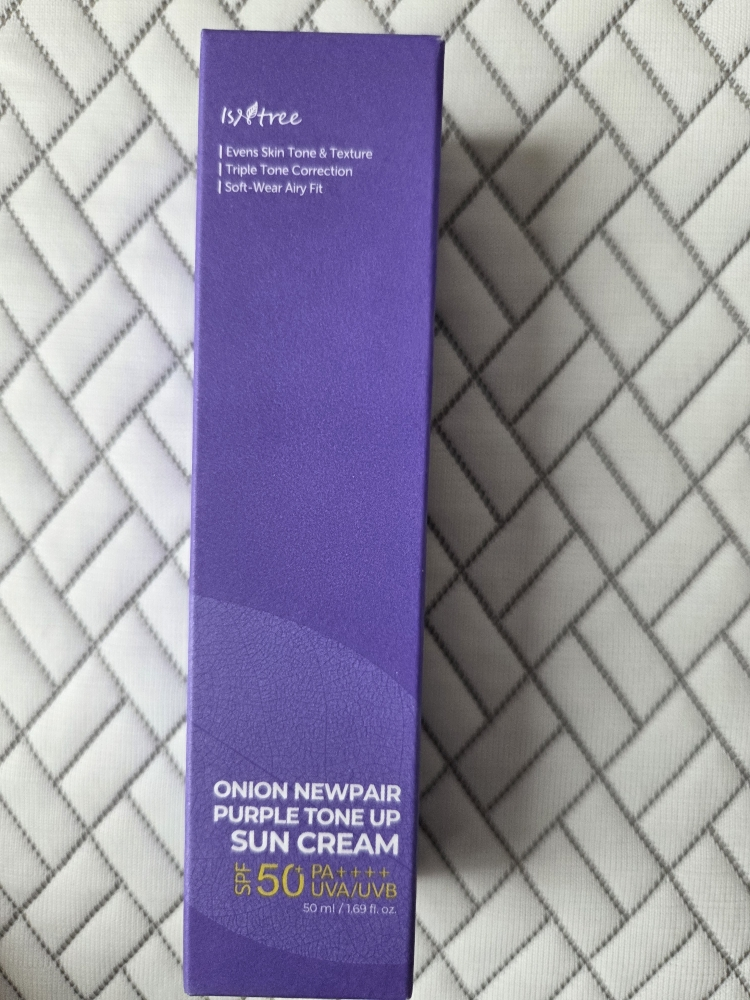 Isntree
Evens Skin Tone & Texture
Triple Tone Correction
Soft-Wear Airy Fit
ONION NEWPAIR
PURPLE TONE UP
SUN CREAM
SPF 50+ PA++++
UVA/UVB
50 ml / 1.69 fl. oz.